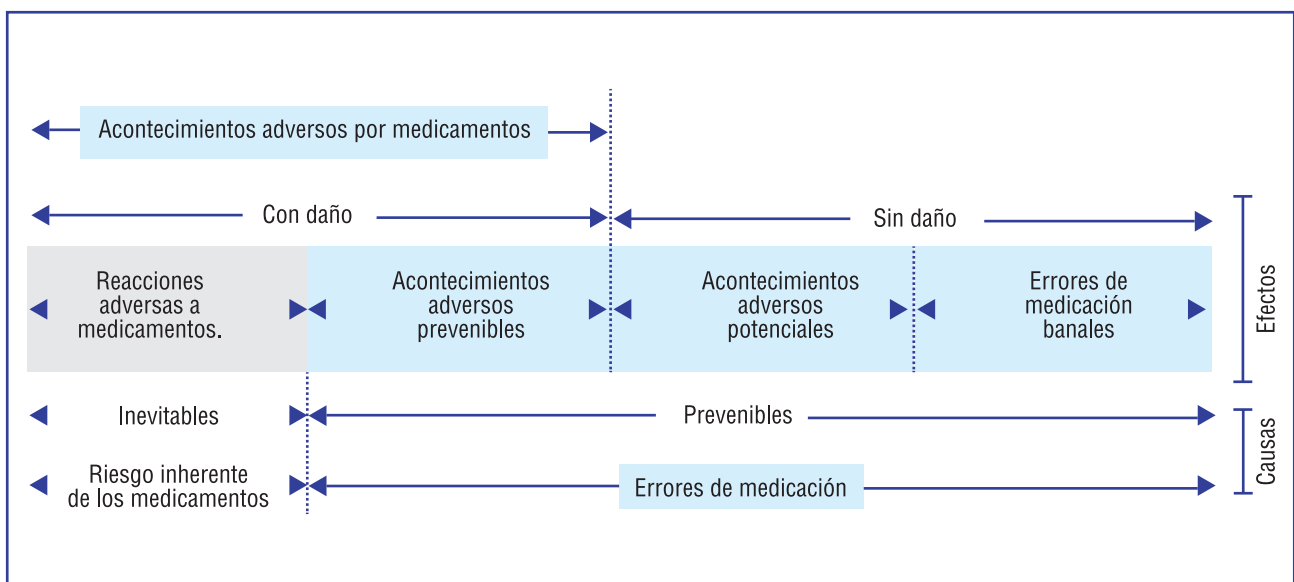 Acontecimientos adversos por medicamentos
Con daño
Sin daño
Reacciones
adversas a
medicamentos.
Acontecimientos
adversos
prevenibles
Acontecimientos
adversos
potenciales
Errores de
medicación
banales
Efectos
Inevitables
Prevenibles
Riesgo inherente
de los medicamentos
Errores de medicación
Causas